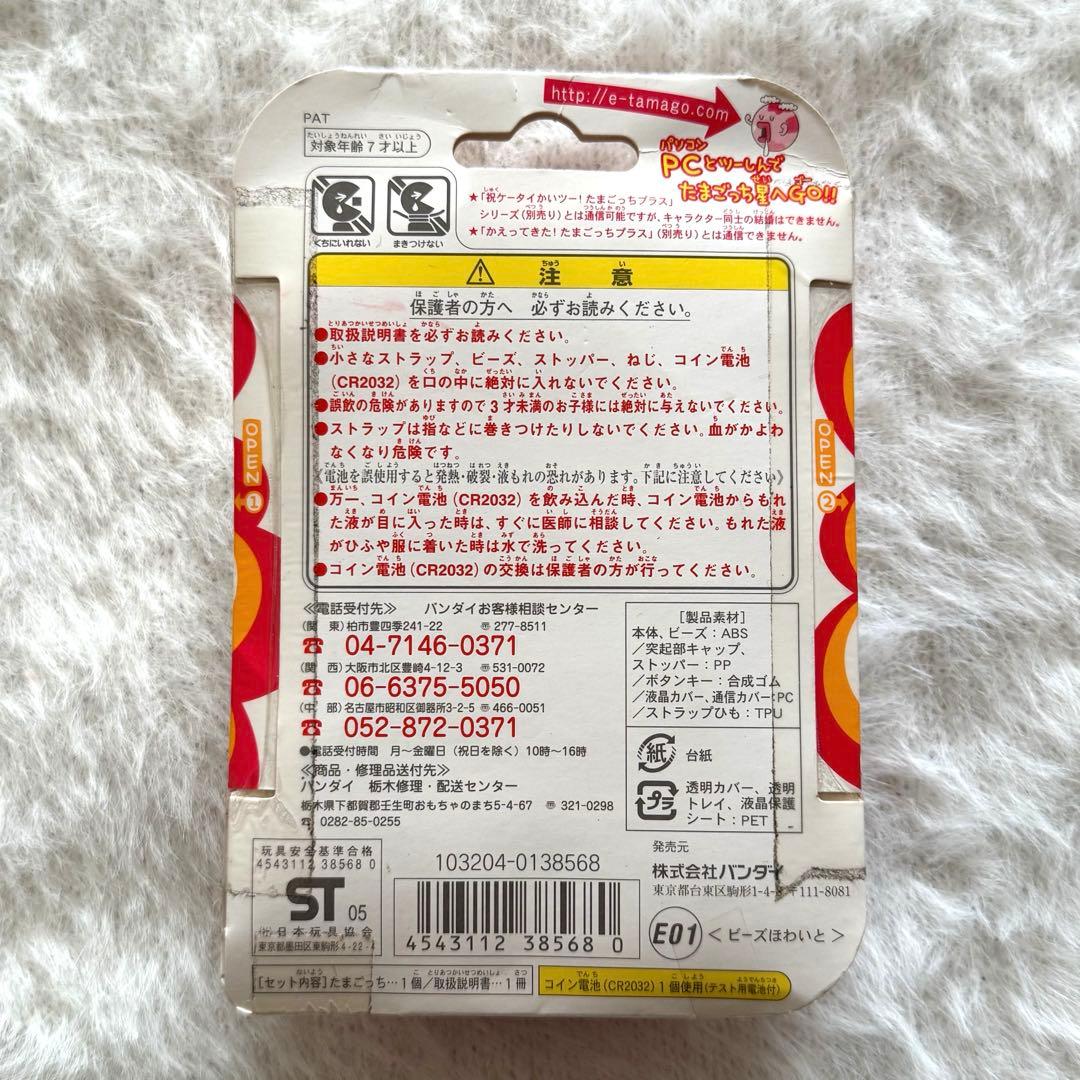 http://e-tamago.com
PAT
対象年齢7才以上
くちにいれない
まきつけない
パソコン
PCとツーしんで
たまごっち星へGO!!
★「祝ケータイかいツー!たまごっちプラス」
シリーズ(別売り)とは通信可能ですが、キャラクター同士の結婚はできません。
★「かえってきた!たまごっちプラス」(別売り)とは通信できません。
注意
保護者の方へ 必ずお読みください。
●取扱説明書を必ずお読みください。
●小さなストラップ、ビーズ、ストッパー、ねじ、コイン電池
(CR2032)を口の中に絶対に入れないでください。
●誤飲の危険がありますので3才未満のお子様には絶対に与えないでください。
●ストラップは指などに巻きつけたりしないでください。血がかよわ
なくなり危険です。
《電池を誤使用すると発熱・破裂・液もれの恐れがあります。下記に注意してください》
●万一、コイン電池(CR2032)を飲み込んだ時、コイン電池からもれ
た液が目に入った時は、すぐに医師に相談してください。もれた液
がひふや服に着いた時は水で洗ってください。
●コイン電池(CR2032)の交換は保護者の方が行ってください。
OPEN
1
OPEN
2
≪電話受付先≫ バンダイお客様相談センター
(関 東)柏市豊四季241-22 〒277-8511
☎ 04-7146-0371
(関 西)大阪市北区豊崎4-12-3 〒531-0072
☎ 06-6375-5050
(中 部)名古屋市昭和区御器所3-2-5 〒466-0051
☎ 052-872-0371
●電話受付時間 月〜金曜日(祝日を除く)10時〜16時
≪商品・修理品送付先≫
バンダイ 栃木修理・配送センター
栃木県下都賀郡壬生町おもちゃのまち5-4-67 〒321-0298
☎ 0282-85-0255
[製品素材]
本体、ビーズ:ABS
/突起部キャップ、
ストッパー:PP
/ボタンキー:合成ゴム
/液晶カバー、通信カバー:PC
/ストラップひも:TPU
紙 台紙
プラ 透明カバー、透明
トレイ、液晶保護
シート:PET
玩具安全基準合格
4543112 38568 0
ST 05
(社)日本玩具協会
東京都墨田区東駒形4-22-4
103204-0138568
4543112 385680
発売元
株式会社バンダイ
東京都台東区駒形1-4-8 〒111-8081
E01 <ビーズほわいと>
[セット内容]たまごっち…1個/取扱説明書…1冊
コイン電池(CR2032)1個使用(テスト用電池付)